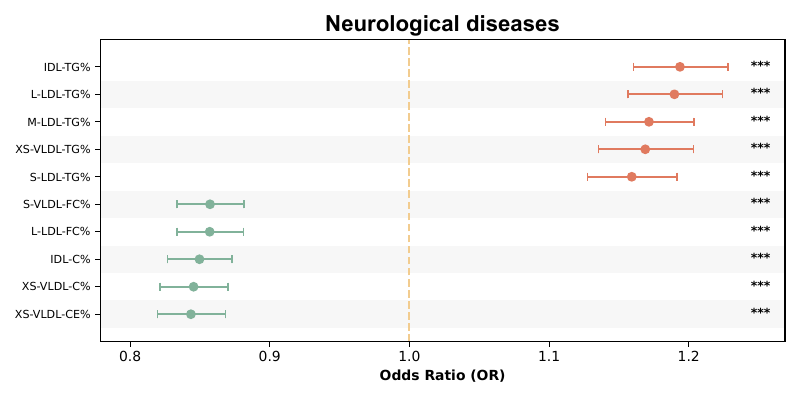 Neurological diseases
IDL-TG% ***
L-LDL-TG% ***
M-LDL-TG% ***
XS-VLDL-TG% ***
S-LDL-TG% ***
S-VLDL-FC% ***
L-LDL-FC% ***
IDL-C% ***
XS-VLDL-C% ***
XS-VLDL-CE% ***
0.8 0.9 1.0 1.1 1.2
Odds Ratio (OR)